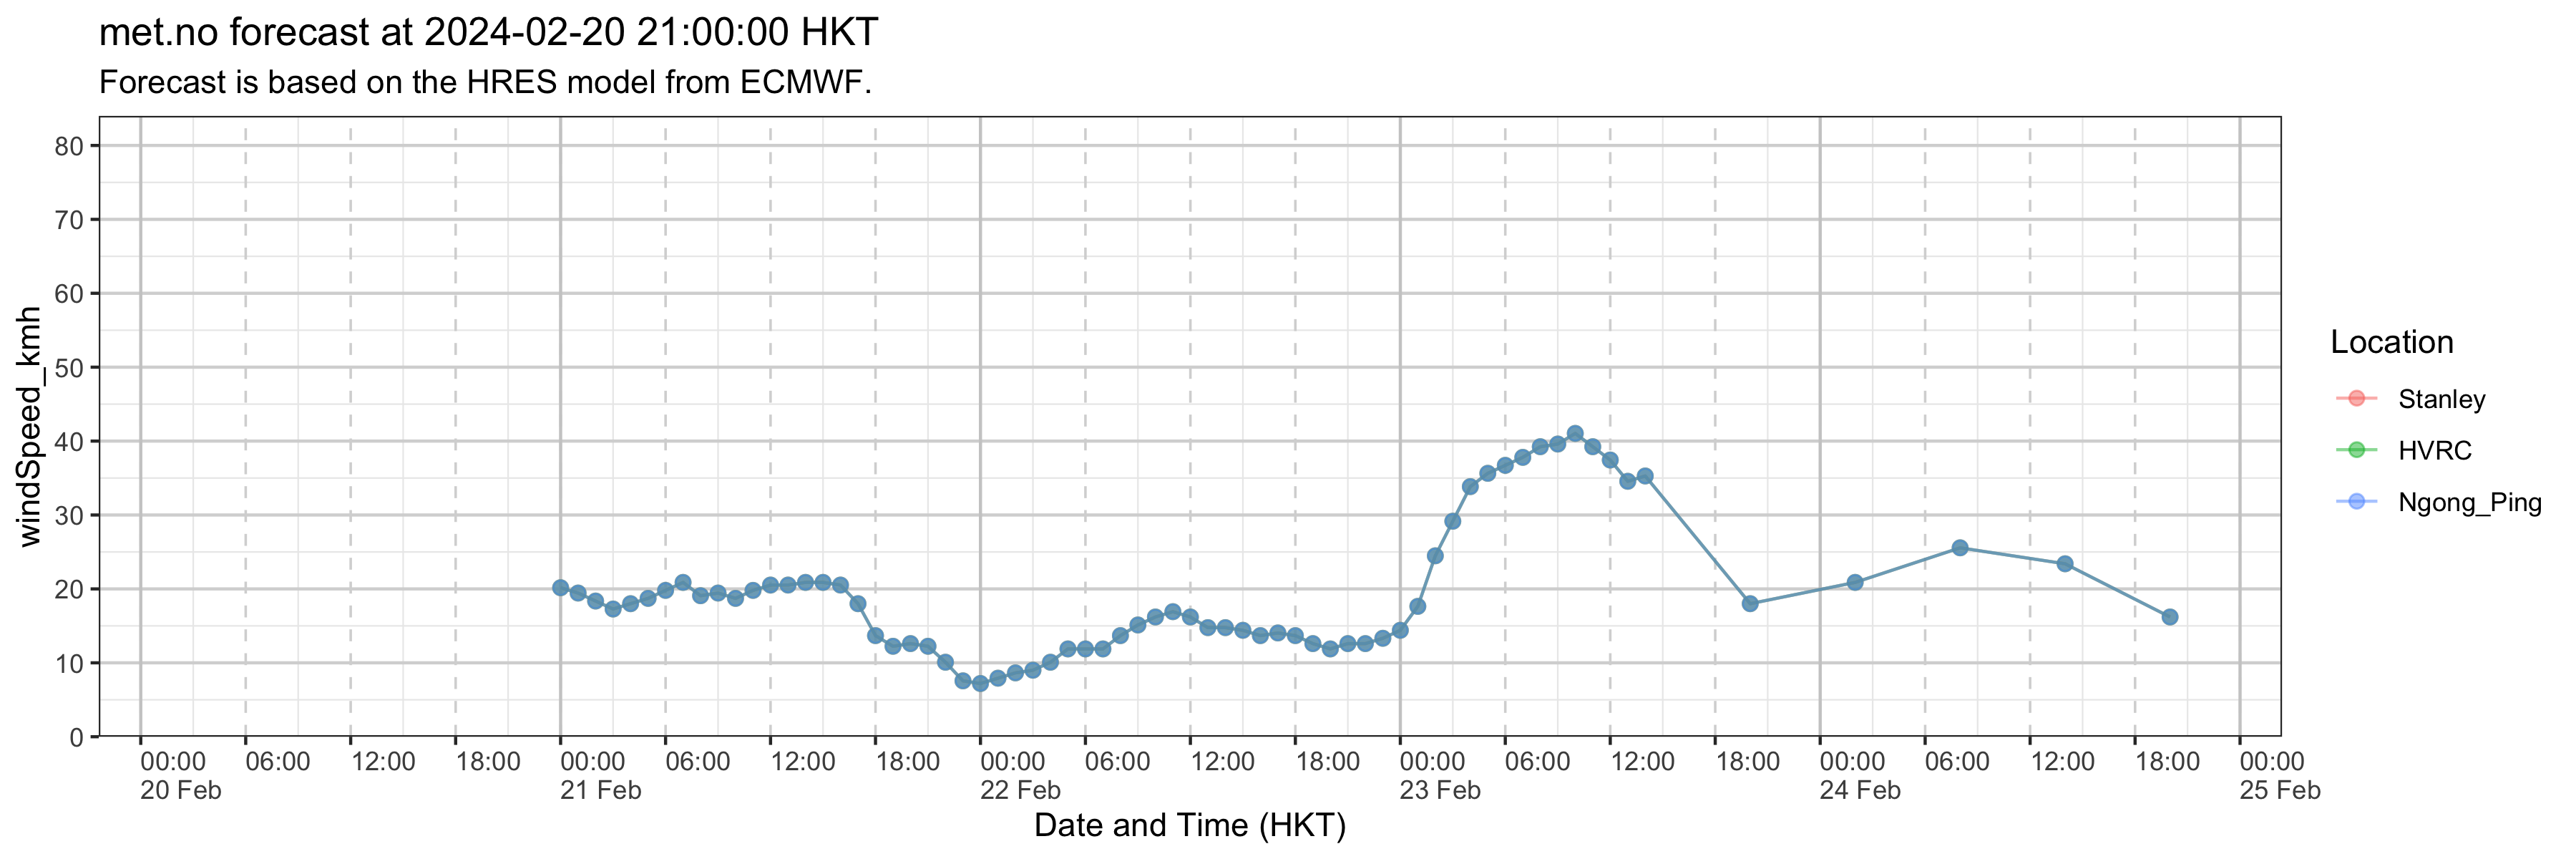 met.no forecast at 2024-02-20 21:00:00 HKT
Forecast is based on the HRES model from ECMWF.
windSpeed_kmh
80
70
60
50
40
30
20
10
0
00:00 06:00 12:00 18:00 00:00 06:00 12:00 18:00 00:00 06:00 12:00 18:00 00:00 06:00 12:00 18:00 00:00 06:00 12:00 18:00 00:00
20 Feb 21 Feb 22 Feb 23 Feb 24 Feb 25 Feb
Date and Time (HKT)
Location
Stanley
HVRC
Ngong_Ping